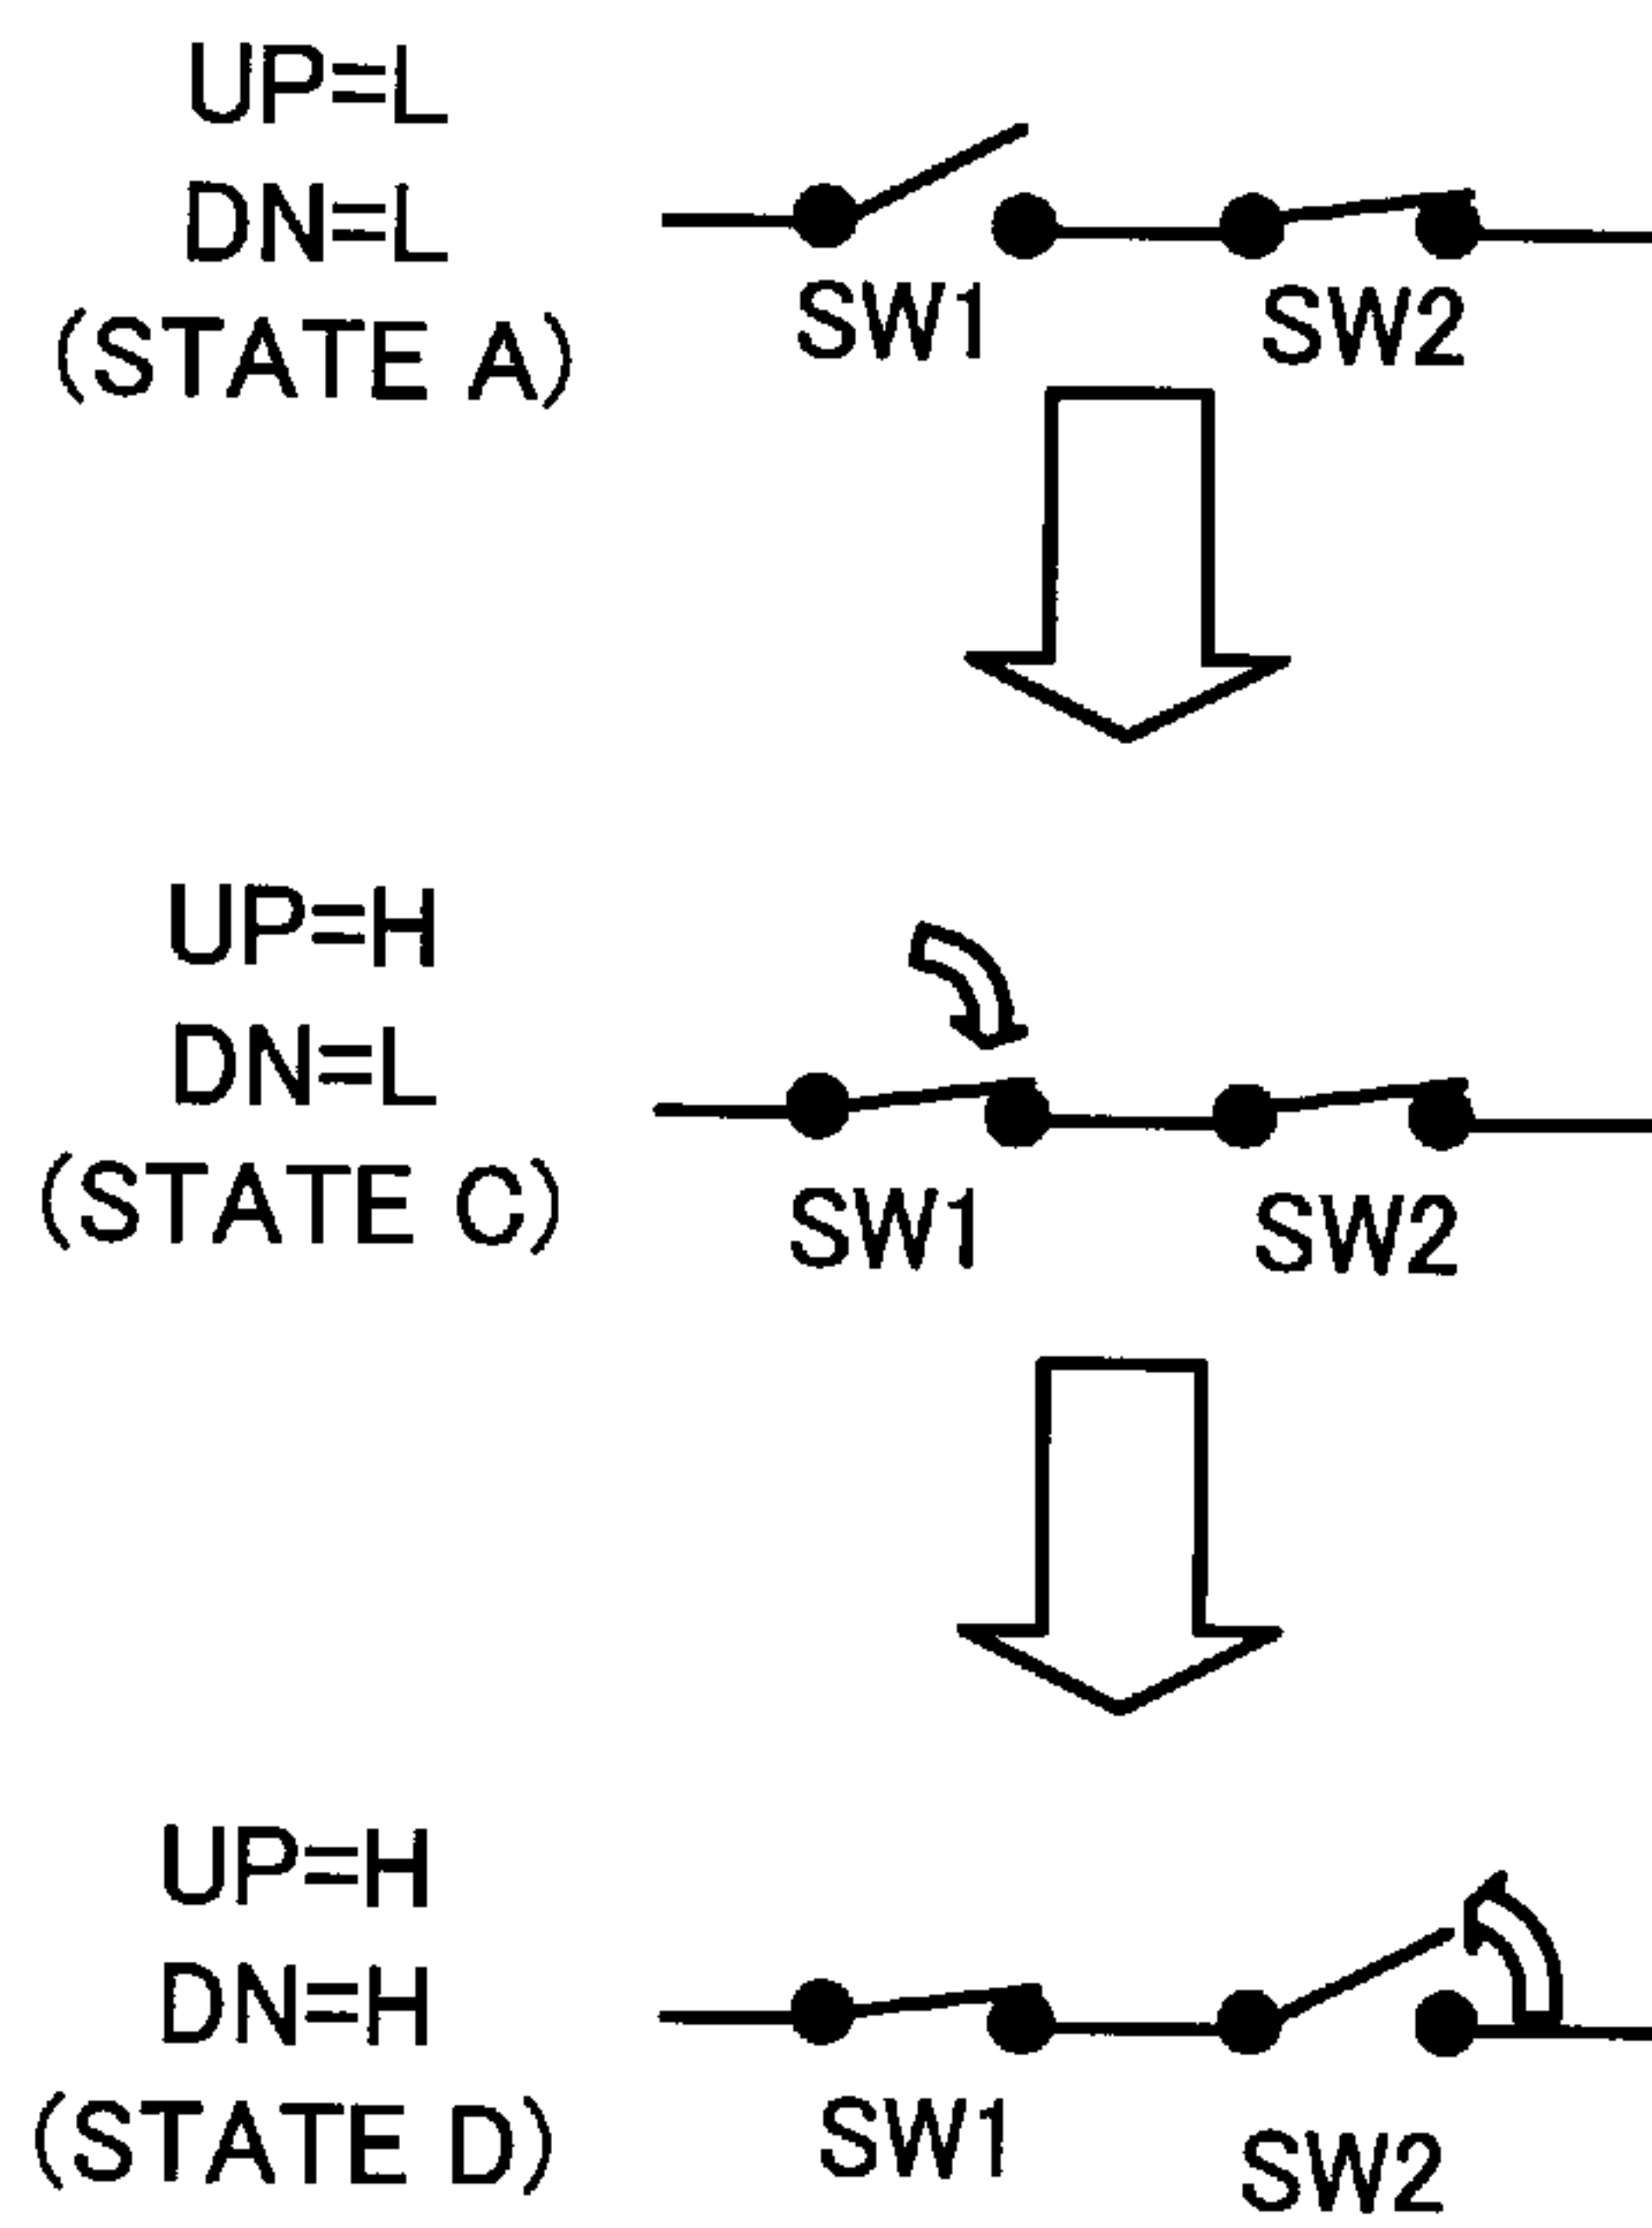 UP=L
DN=L
(STATE A)
SW1
SW2
UP=H
DN=L
(STATE C)
SW1
SW2
UP=H
DN=H
(STATE D)
SW1
SW2